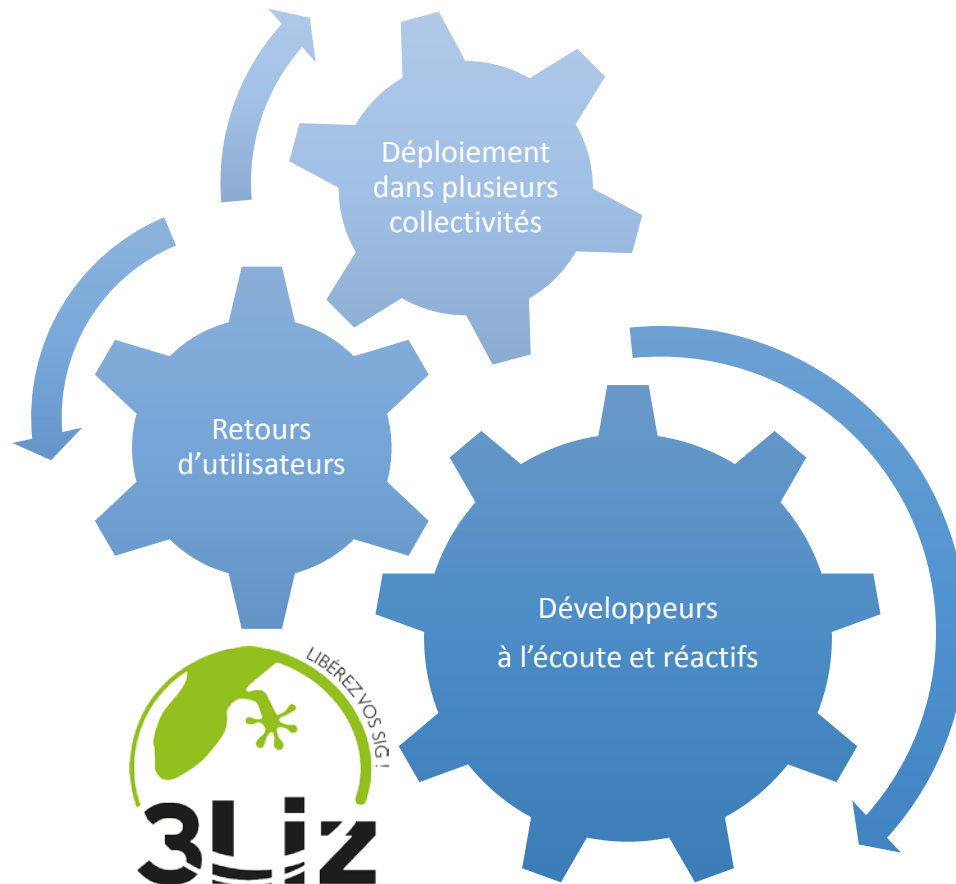 Déploiement
dans plusieurs
collectivités
Retours
d’utilisateurs
Développeurs
à l’écoute et réactifs
LIBÉREZ VOS SIG !
3Liz